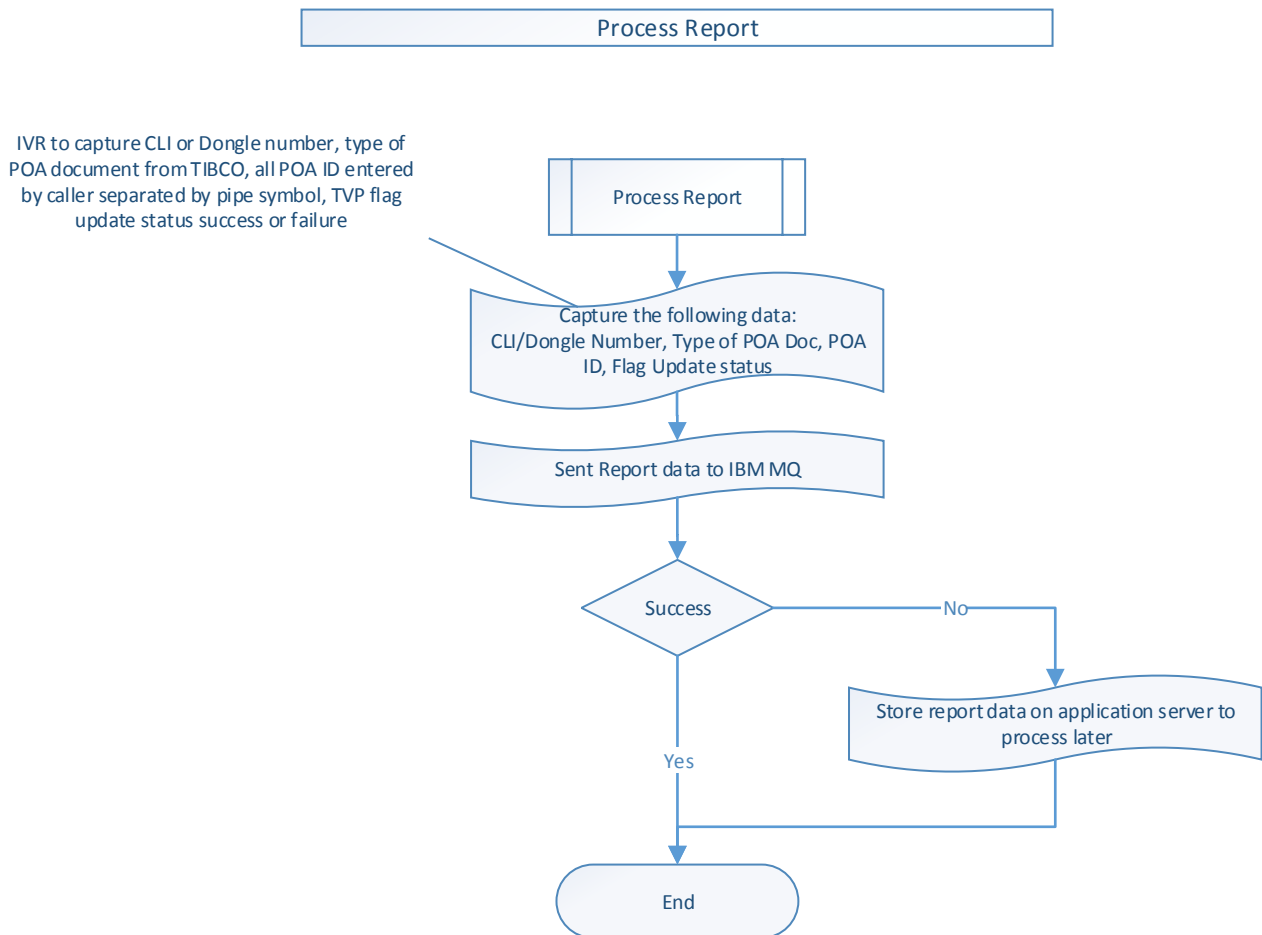 Process Report
IVR to capture CLI or Dongle number, type of
POA document from TIBCO, all POA ID entered
by caller separated by pipe symbol, TVP flag
update status success or failure
Process Report
Capture the following data:
CLI/Dongle Number, Type of POA Doc, POA
ID, Flag Update status
Sent Report data to IBM MQ
Success
No
Store report data on application server to
process later
Yes
End